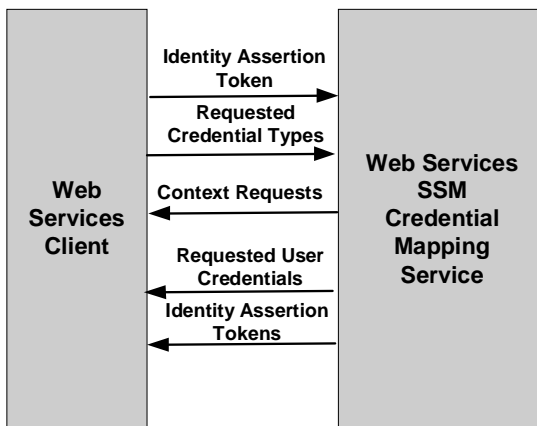 Identity Assertion
Token
Requested
Credential Types
Web
Services
Client
Context Requests
Requested User
Credentials
Identity Assertion
Tokens
Web Services
SSM
Credential
Mapping
Service